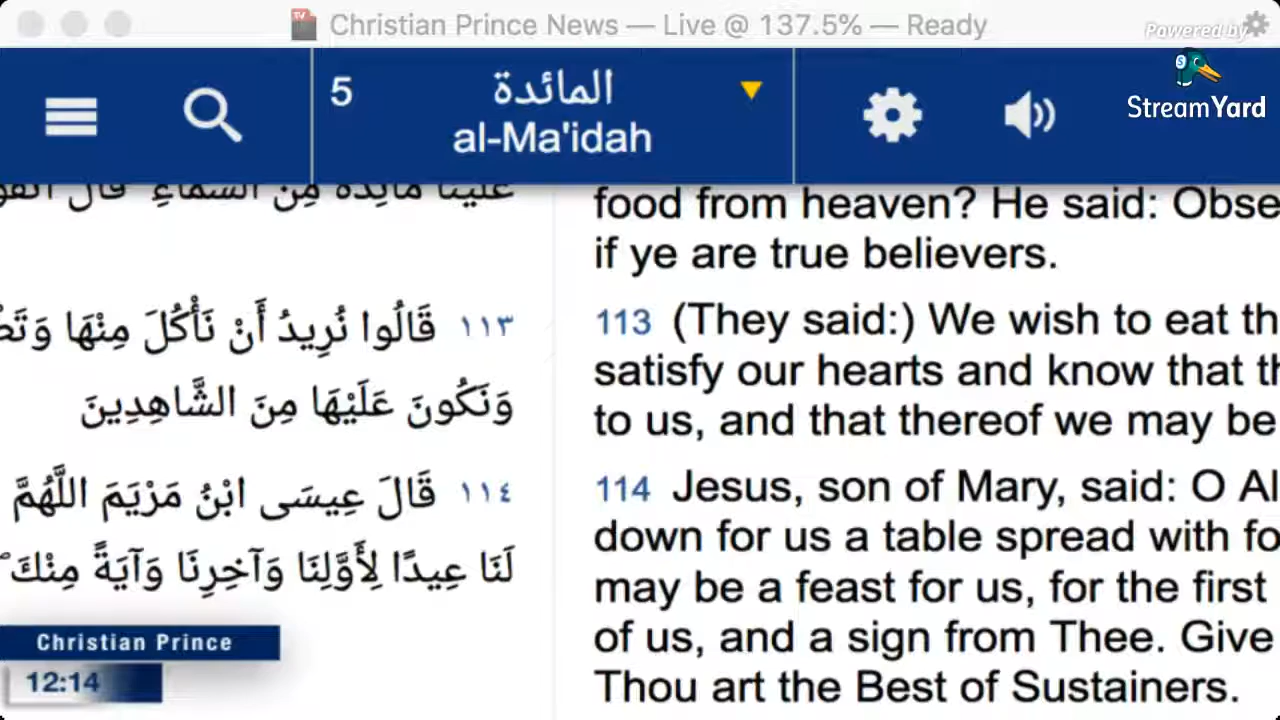 Christian Prince News — Live @ 137.5% — Ready
Powered by
StreamYard
5
المائدة
al-Ma'idah
علينا مائدة من السماء قال
food from heaven? He said: Obse
if ye are true believers.
١١٣ قَالُوا نُرِيدُ أَنْ نَأْكُلَ مِنْهَا
وَنَكُونَ عَلَيْهَا مِنَ الشَّاهِدِينَ
113 (They said:) We wish to eat th
satisfy our hearts and know that th
to us, and that thereof we may be
١١٤ قَالَ عِيسَى ابْنُ مَرْيَمَ اللَّهُمَّ
لَنَا عِيدًا لِأَوَّلِنَا وَآخِرِنَا وَآيَةً مِنْكَ
114 Jesus, son of Mary, said: O Al
down for us a table spread with fo
may be a feast for us, for the first
of us, and a sign from Thee. Give
Thou art the Best of Sustainers.
Christian Prince
12:14